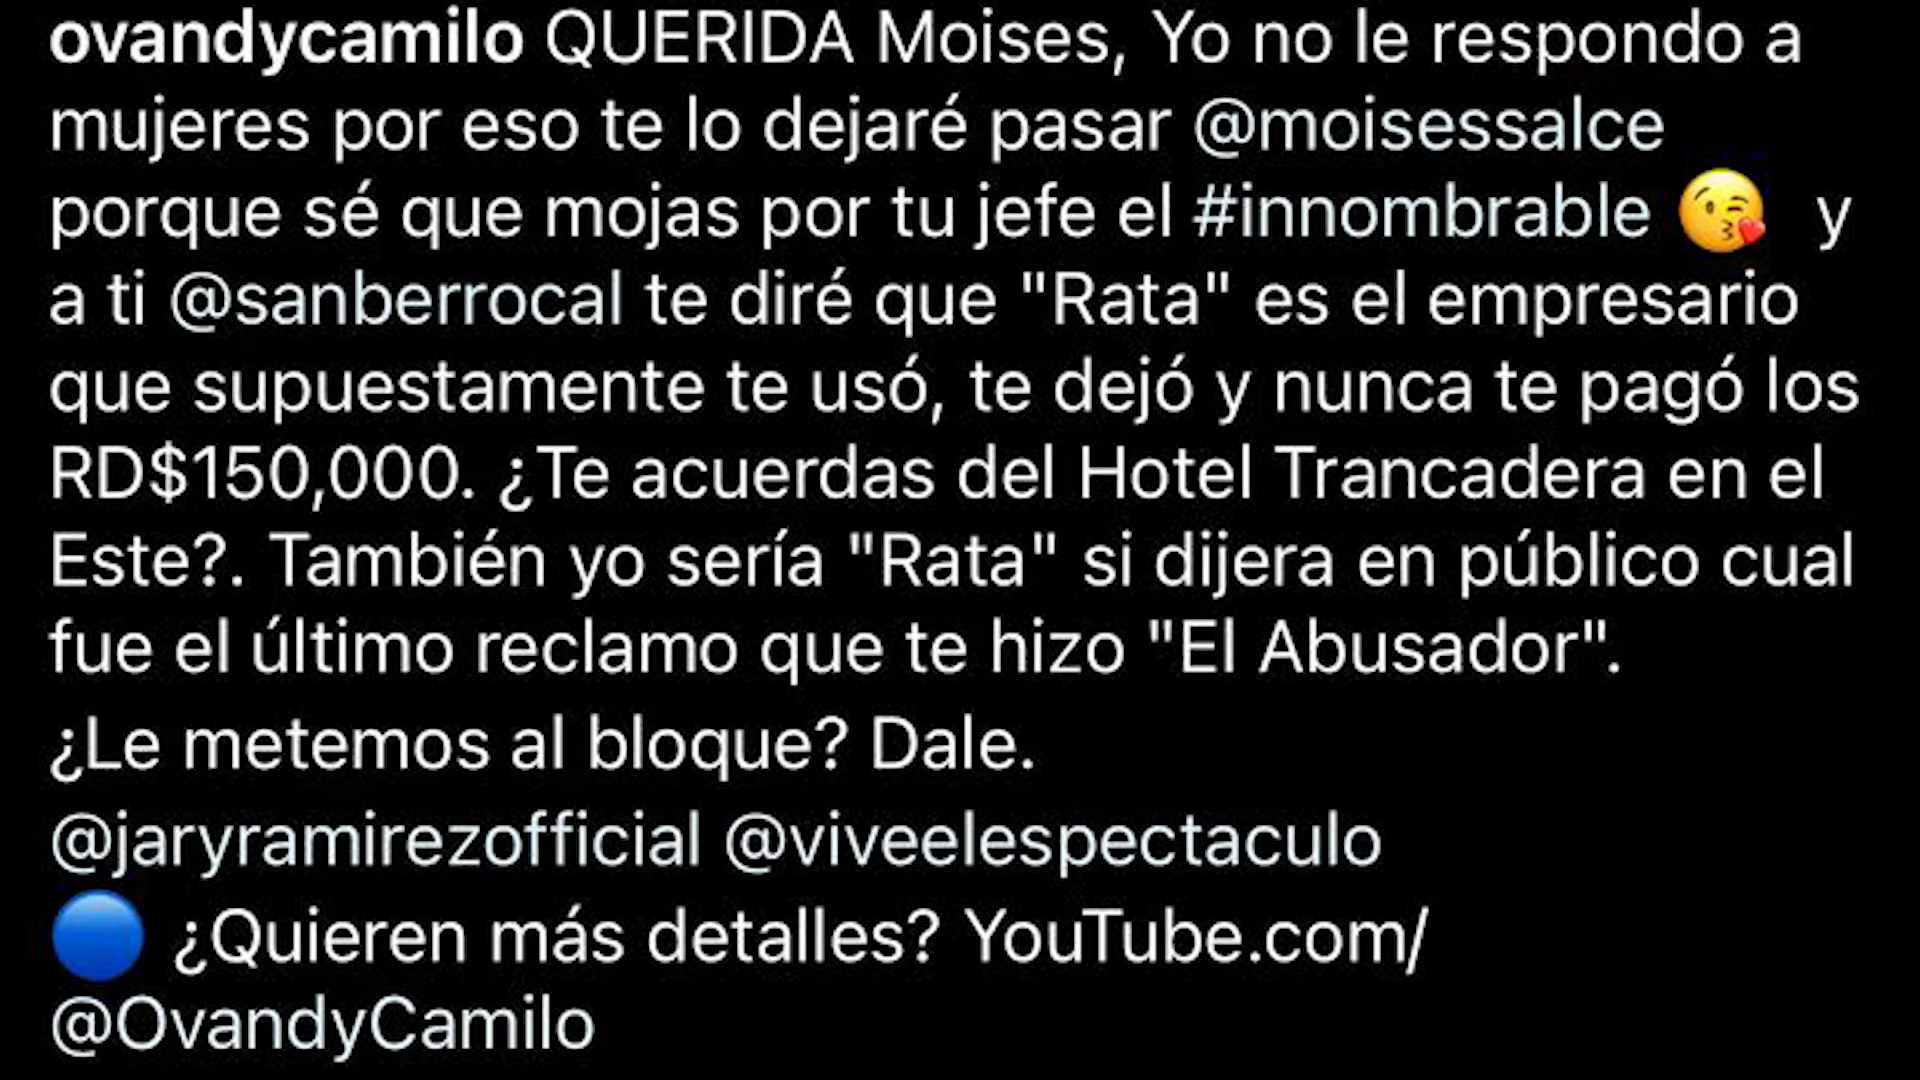 ovandycamilo QUERIDA Moises, Yo no le respondo a
mujeres por eso te lo dejaré pasar @moisessalce
porque sé que mojas por tu jefe el #innombrable 😘 y
a ti @sanberrocal te diré que "Rata" es el empresario
que supuestamente te usó, te dejó y nunca te pagó los
RD$150,000. ¿Te acuerdas del Hotel Trancadera en el
Este?. También yo sería "Rata" si dijera en público cual
fue el último reclamo que te hizo "El Abusador".
¿Le metemos al bloque? Dale.
@jaryramirezofficial @viveelespectaculo
🔵 ¿Quieren más detalles? YouTube.com/
@OvandyCamilo